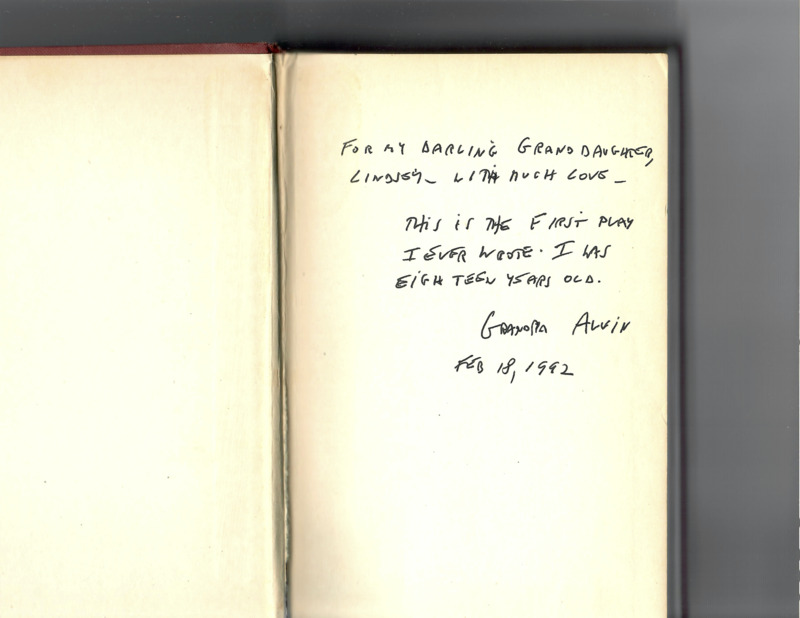 FOR MY DARLING GRANDDAUGHTER,
LINDSEY – WITH MUCH LOVE –
THIS IS THE FIRST PLAY
I EVER WROTE. I WAS
EIGHTEEN YEARS OLD.
GRANDPA ALVIN
FEB 18, 1992